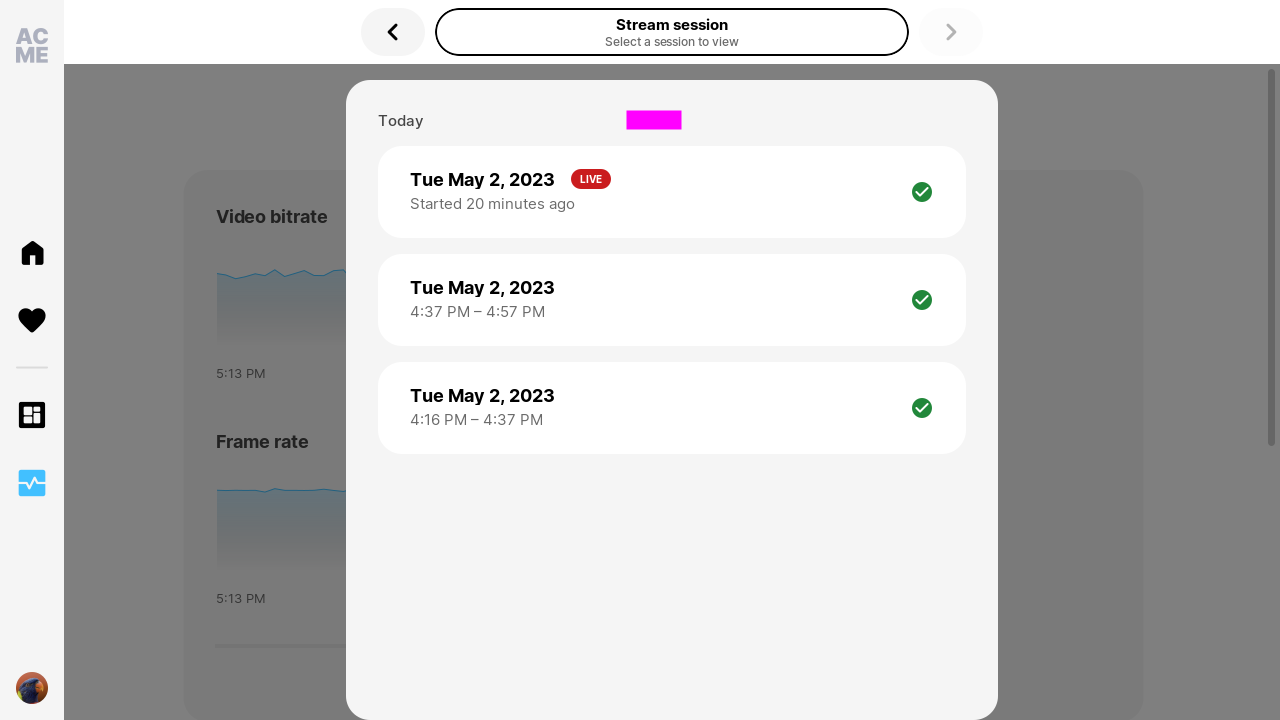 AC
ME
Stream session
Select a session to view
Today
Tue May 2, 2023 LIVE
Started 20 minutes ago
Tue May 2, 2023
4:37 PM – 4:57 PM
Tue May 2, 2023
4:16 PM – 4:37 PM
Video bitrate
5:13 PM
Frame rate
5:13 PM